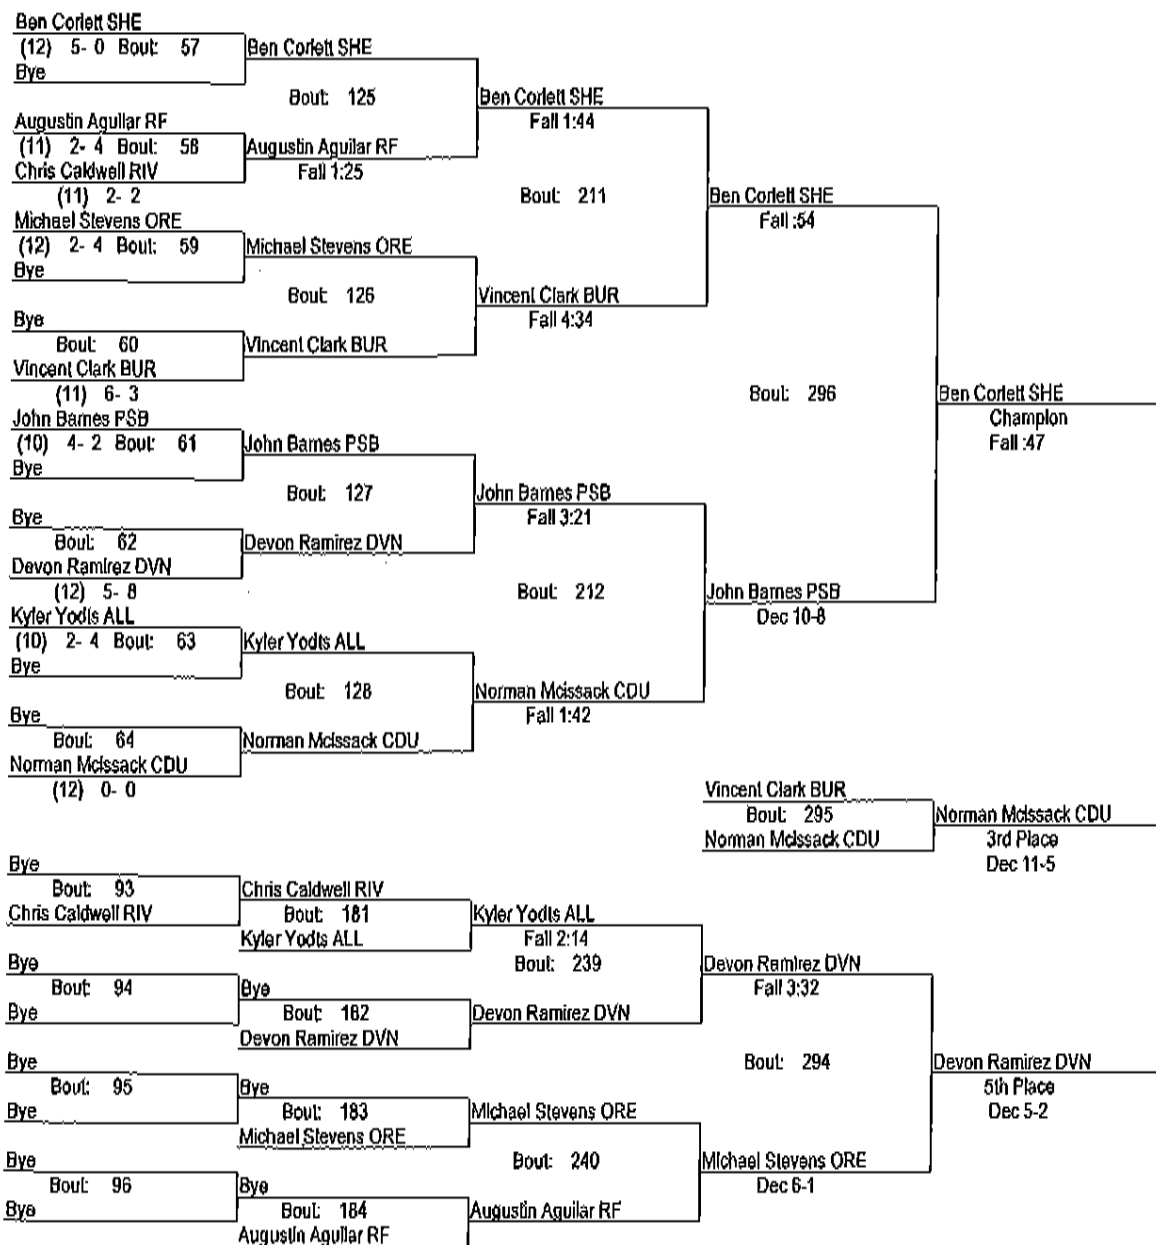 Ben Corlett SHE
(12) 5- 0 Bout: 57
Bye
Ben Corlett SHE
Bout: 125
Augustin Aguilar RF
(11) 2- 4 Bout: 58
Chris Caldwell RIV
(11) 2- 2
Augustin Aguilar RF
Fall 1:25
Ben Corlett SHE
Fall 1:44
Bout: 211
Michael Stevens ORE
(12) 2- 4 Bout: 59
Bye
Michael Stevens ORE
Bout: 126
Bye
Bout: 60
Vincent Clark BUR
(11) 6- 3
Vincent Clark BUR
Vincent Clark BUR
Fall 4:34
Ben Corlett SHE
Fall :54
Bout: 296
John Barnes PSB
(10) 4- 2 Bout: 61
Bye
John Barnes PSB
Bout: 127
Bye
Bout: 62
Devon Ramirez DVN
(12) 5- 8
Devon Ramirez DVN
John Barnes PSB
Fall 3:21
Bout: 212
Kyler Yodts ALL
(10) 2- 4 Bout: 63
Bye
Kyler Yodts ALL
Bout: 128
Bye
Bout: 64
Norman McIssack CDU
(12) 0- 0
Norman McIssack CDU
Norman McIssack CDU
Fall 1:42
John Barnes PSB
Dec 10-8
Ben Corlett SHE
Champion
Fall :47
Vincent Clark BUR
Bout: 295
Norman McIssack CDU
Norman McIssack CDU
3rd Place
Dec 11-5
Bye
Bout: 93
Chris Caldwell RIV
Chris Caldwell RIV
Bout: 181
Kyler Yodts ALL
Kyler Yodts ALL
Fall 2:14
Bout: 239
Bye
Bout: 94
Bye
Bye
Bout: 182
Devon Ramirez DVN
Devon Ramirez DVN
Devon Ramirez DVN
Fall 3:32
Bout: 294
Bye
Bout: 95
Bye
Bye
Bout: 183
Michael Stevens ORE
Michael Stevens ORE
Bout: 240
Bye
Bout: 96
Bye
Bye
Bout: 184
Augustin Aguilar RF
Augustin Aguilar RF
Michael Stevens ORE
Dec 6-1
Devon Ramirez DVN
5th Place
Dec 5-2